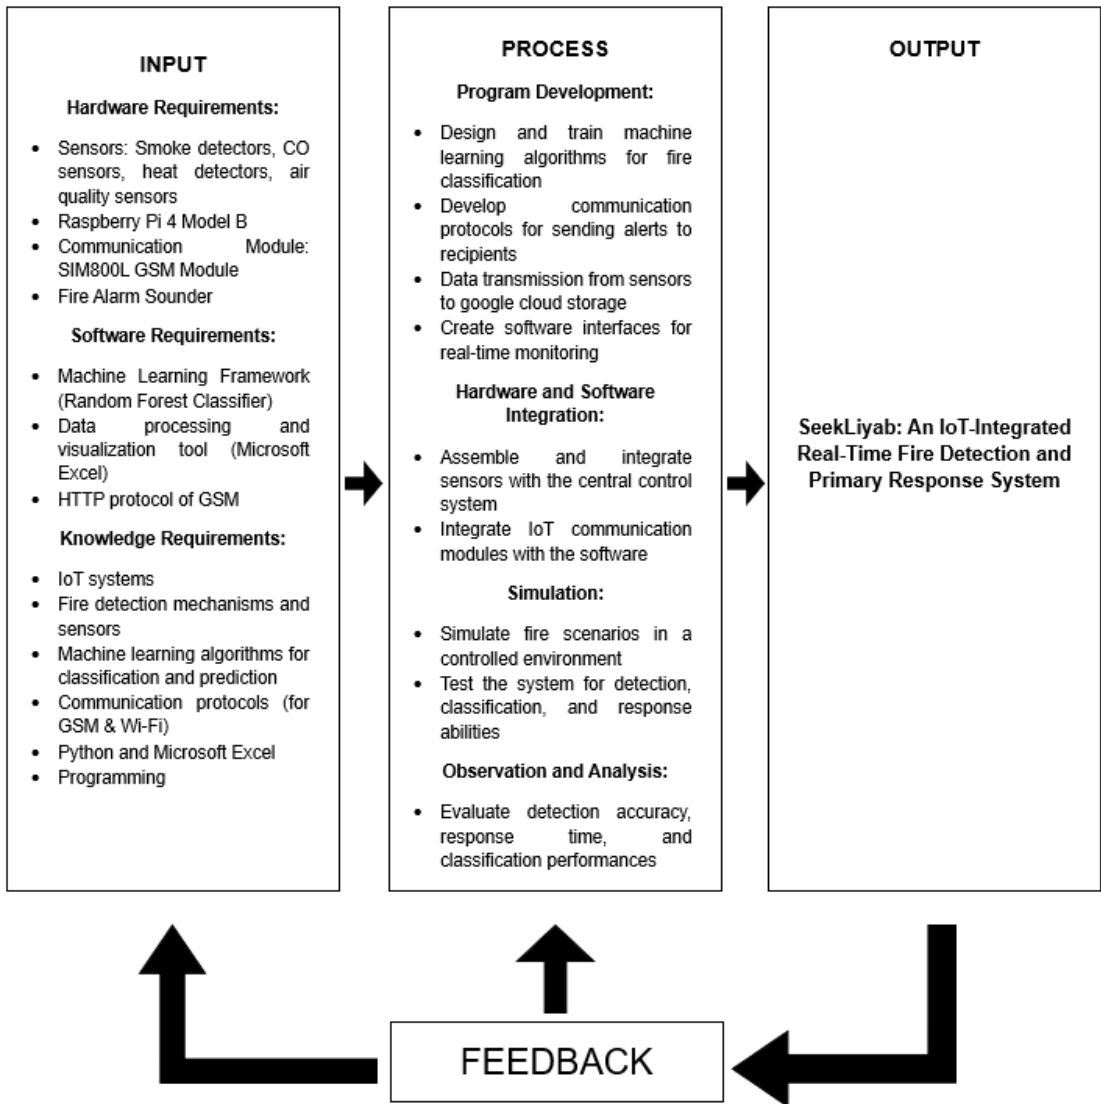 INPUT
Hardware Requirements:
• Sensors: Smoke detectors, CO
sensors, heat detectors, air
quality sensors
• Raspberry Pi 4 Model B
• Communication Module:
SIM800L GSM Module
• Fire Alarm Sounder
Software Requirements:
• Machine Learning Framework
(Random Forest Classifier)
• Data processing and
visualization tool (Microsoft
Excel)
• HTTP protocol of GSM
Knowledge Requirements:
• IoT systems
• Fire detection mechanisms and
sensors
• Machine learning algorithms for
classification and prediction
• Communication protocols (for
GSM & Wi-Fi)
• Python and Microsoft Excel
• Programming
PROCESS
Program Development:
• Design and train machine
learning algorithms for fire
classification
• Develop communication
protocols for sending alerts to
recipients
• Data transmission from sensors
to google cloud storage
• Create software interfaces for
real-time monitoring
Hardware and Software
Integration:
• Assemble and integrate
sensors with the central control
system
• Integrate IoT communication
modules with the software
Simulation:
• Simulate fire scenarios in a
controlled environment
• Test the system for detection,
classification, and response
abilities
Observation and Analysis:
• Evaluate detection accuracy,
response time, and
classification performances
OUTPUT
SeekLiyab: An IoT-Integrated
Real-Time Fire Detection and
Primary Response System
FEEDBACK